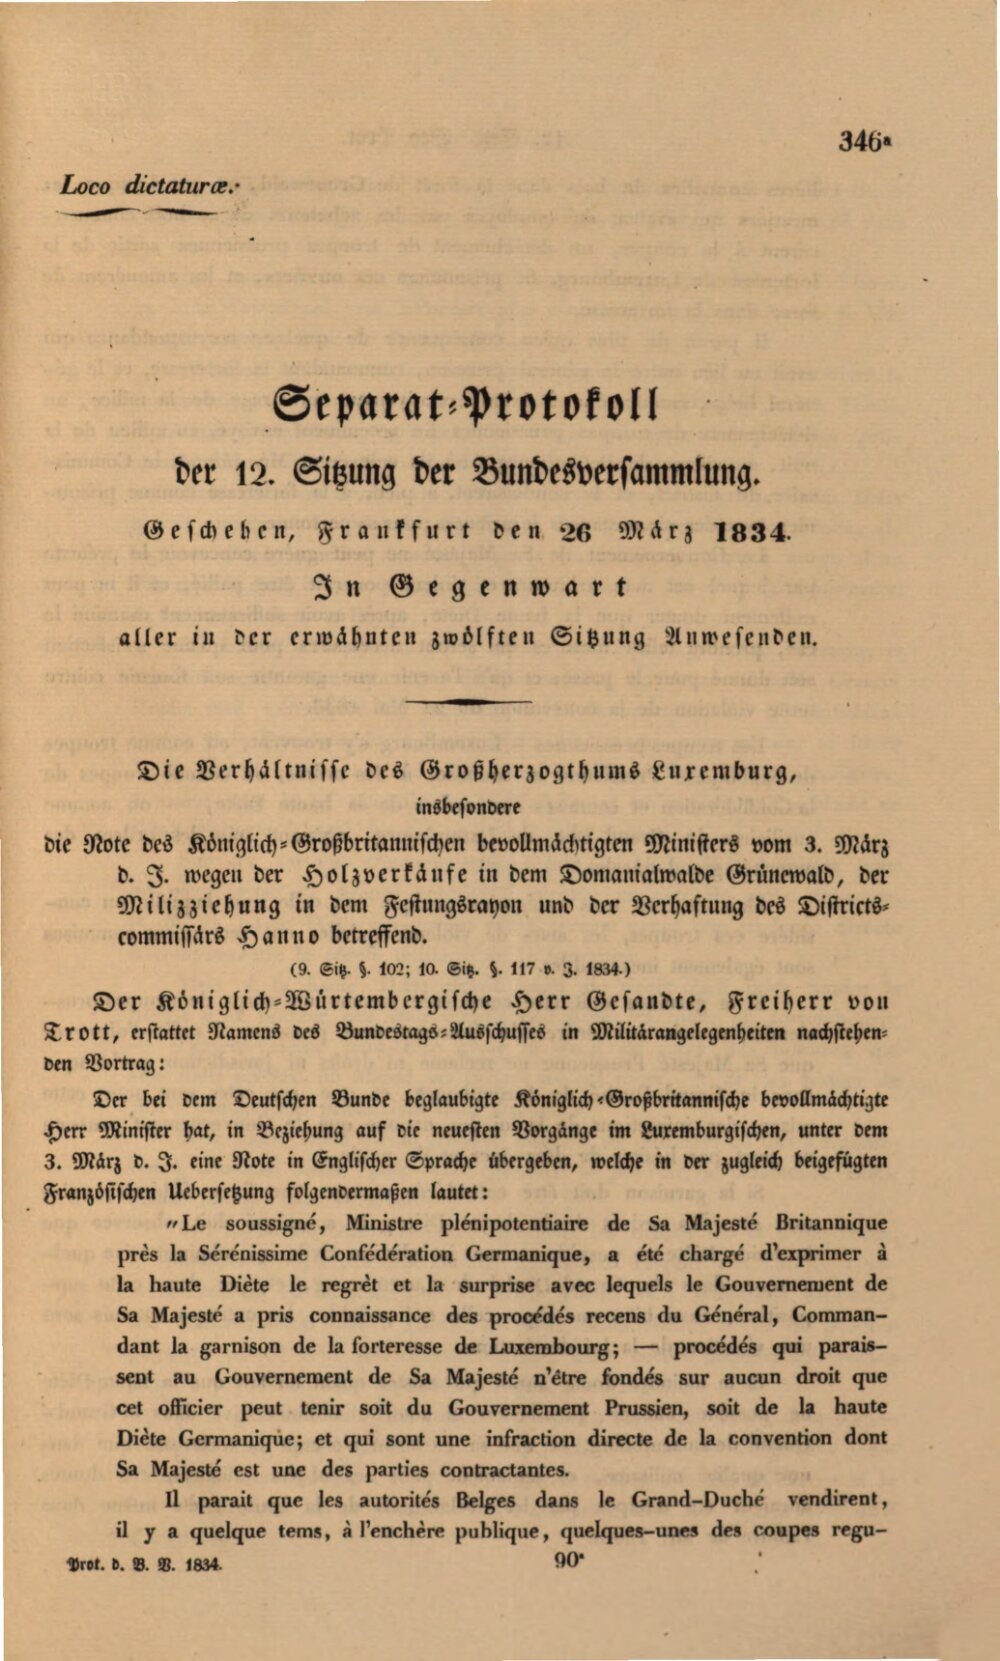 346ᵃ
Loco dictaturæ.
Separat-Protokoll
der 12. Sitzung der Bundesversammlung.
Geschehen, Frankfurt den 26 März 1834.
In Gegenwart
aller in der erwähnten zwölften Sitzung Anwesenden.
Die Verhältnisse des Großherzogthums Luxemburg,
insbesondere
die Note des Königlich-Großbritannischen bevollmächtigten Ministers vom 3. März
d. J. wegen der Holzverkäufe in dem Domanialwalde Grünewald, der
Milizziehung in dem Festungsrayon und der Verhaftung des Districts-
commissärs Hanno betreffend.
(9. Sitz. §. 102; 10. Sitz. §. 117 v. J. 1834.)
Der Königlich-Würtembergische Herr Gesandte, Freiherr von
Trott, erstattet Namens des Bundestags-Ausschusses in Militärangelegenheiten nachstehen-
den Vortrag:
Der bei dem Deutschen Bunde beglaubigte Königlich-Großbritannische bevollmächtigte
Herr Minister hat, in Beziehung auf die neuesten Vorgänge im Luxemburgischen, unter dem
3. März d. J. eine Note in Englischer Sprache übergeben, welche in der zugleich beigefügten
Französischen Uebersetzung folgendermaßen lautet:
"Le soussigné, Ministre plénipotentiaire de Sa Majesté Britannique
près la Sérénissime Confédération Germanique, a été chargé d'exprimer à
la haute Diète le regrêt et la surprise avec lequels le Gouvernement de
Sa Majesté a pris connaissance des procédés recens du Général, Comman-
dant la garnison de la forteresse de Luxembourg; — procédés qui parais-
sent au Gouvernement de Sa Majesté n'être fondés sur aucun droit que
cet officier peut tenir soit du Gouvernement Prussien, soit de la haute
Diète Germanique; et qui sont une infraction directe de la convention dont
Sa Majesté est une des parties contractantes.
Il parait que les autorités Belges dans le Grand-Duché vendirent,
il y a quelque tems, à l'enchère publique, quelques-unes des coupes regu-
Prot. d. B. V. 1834.
90*